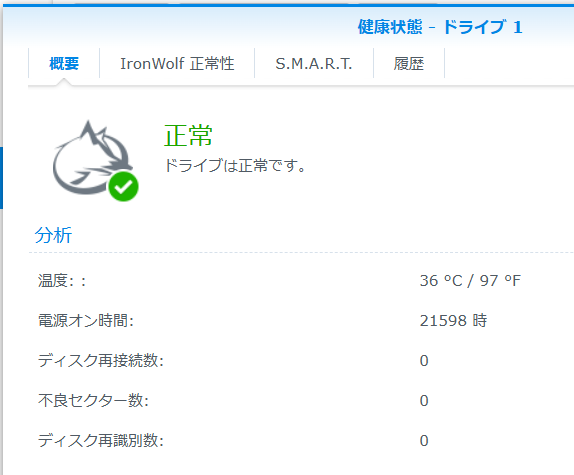 健康状態 - ドライブ 1
概要 IronWolf 正常性 S.M.A.R.T. 履歴
正常
ドライブは正常です。
分析
温度: : 36 °C / 97 °F
電源オン時間: 21598 時
ディスク再接続数: 0
不良セクター数: 0
ディスク再識別数: 0